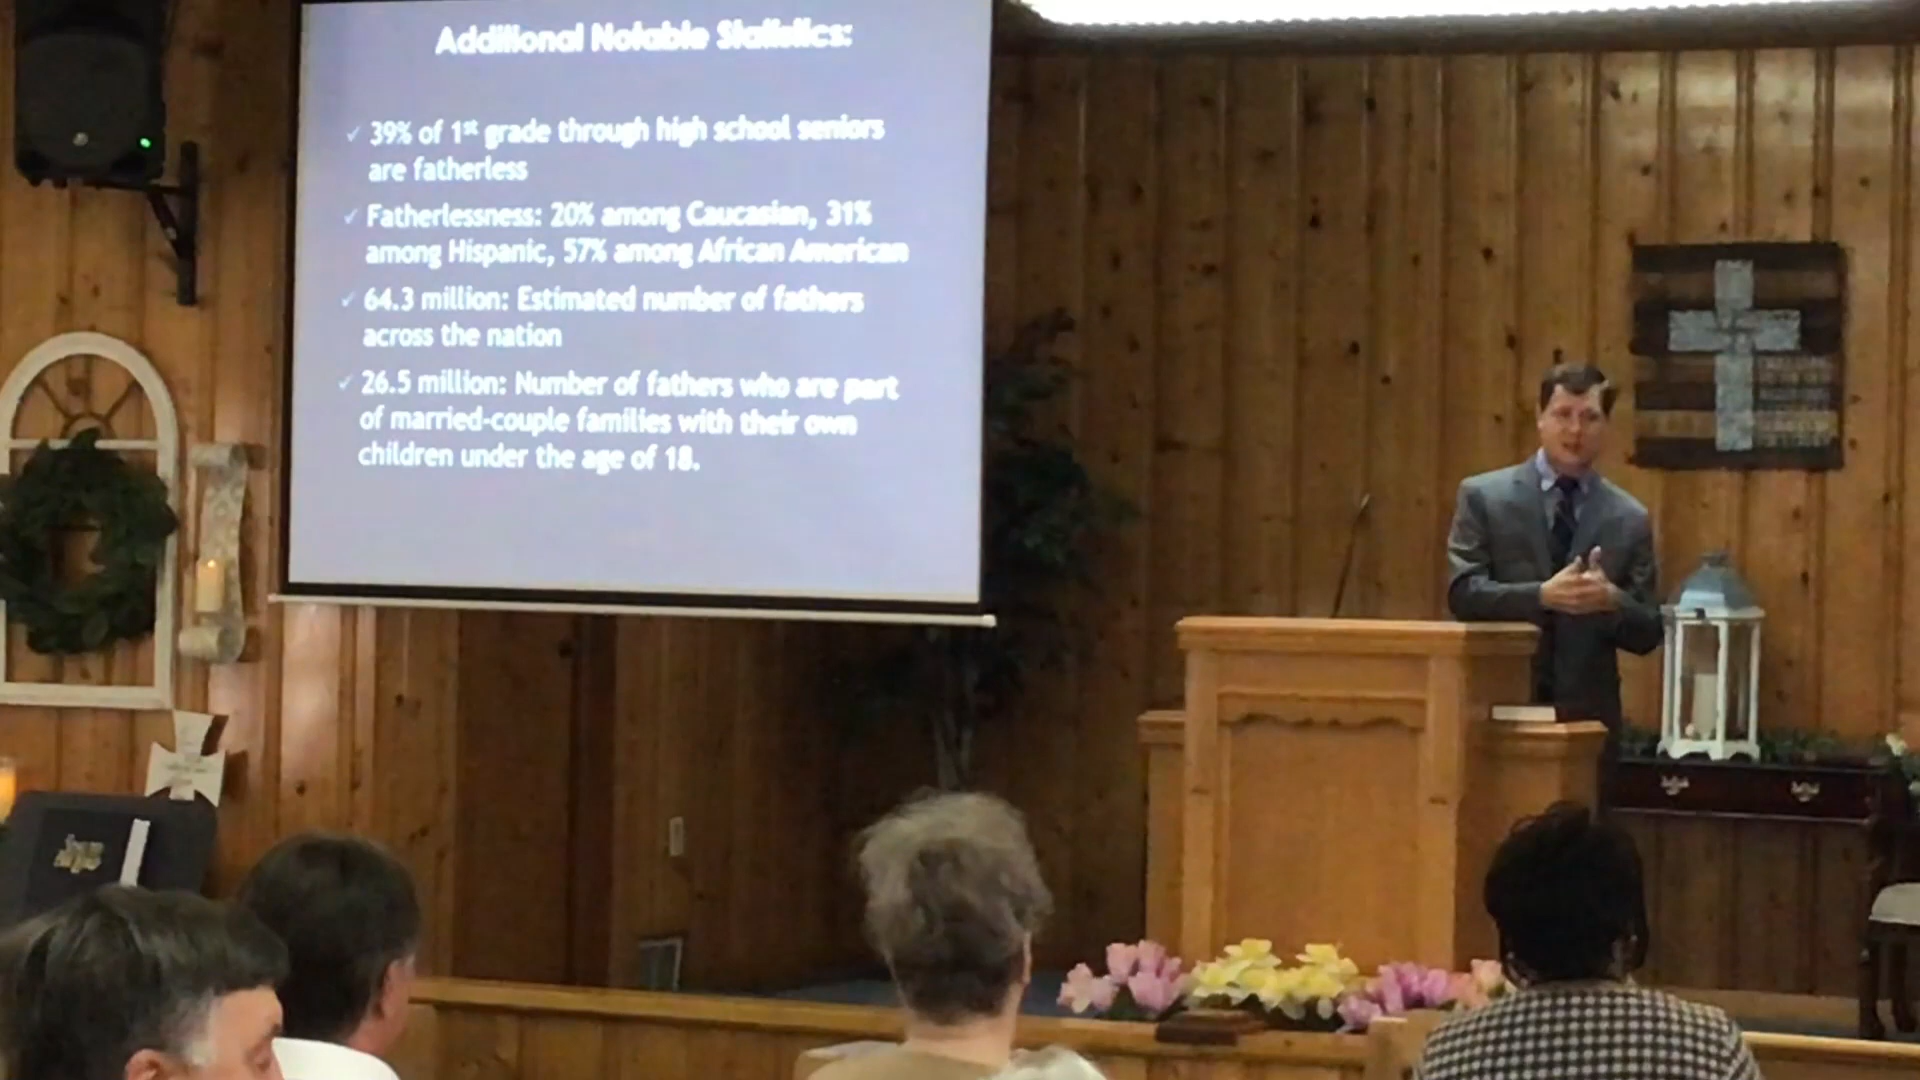 Additional Notable Statistics:
✓ 39% of 1st grade through high school seniors
are fatherless
✓ Fatherlessness: 20% among Caucasian, 31%
among Hispanic, 57% among African American
✓ 64.3 million: Estimated number of fathers
across the nation
✓ 26.5 million: Number of fathers who are part
of married-couple families with their own
children under the age of 18.